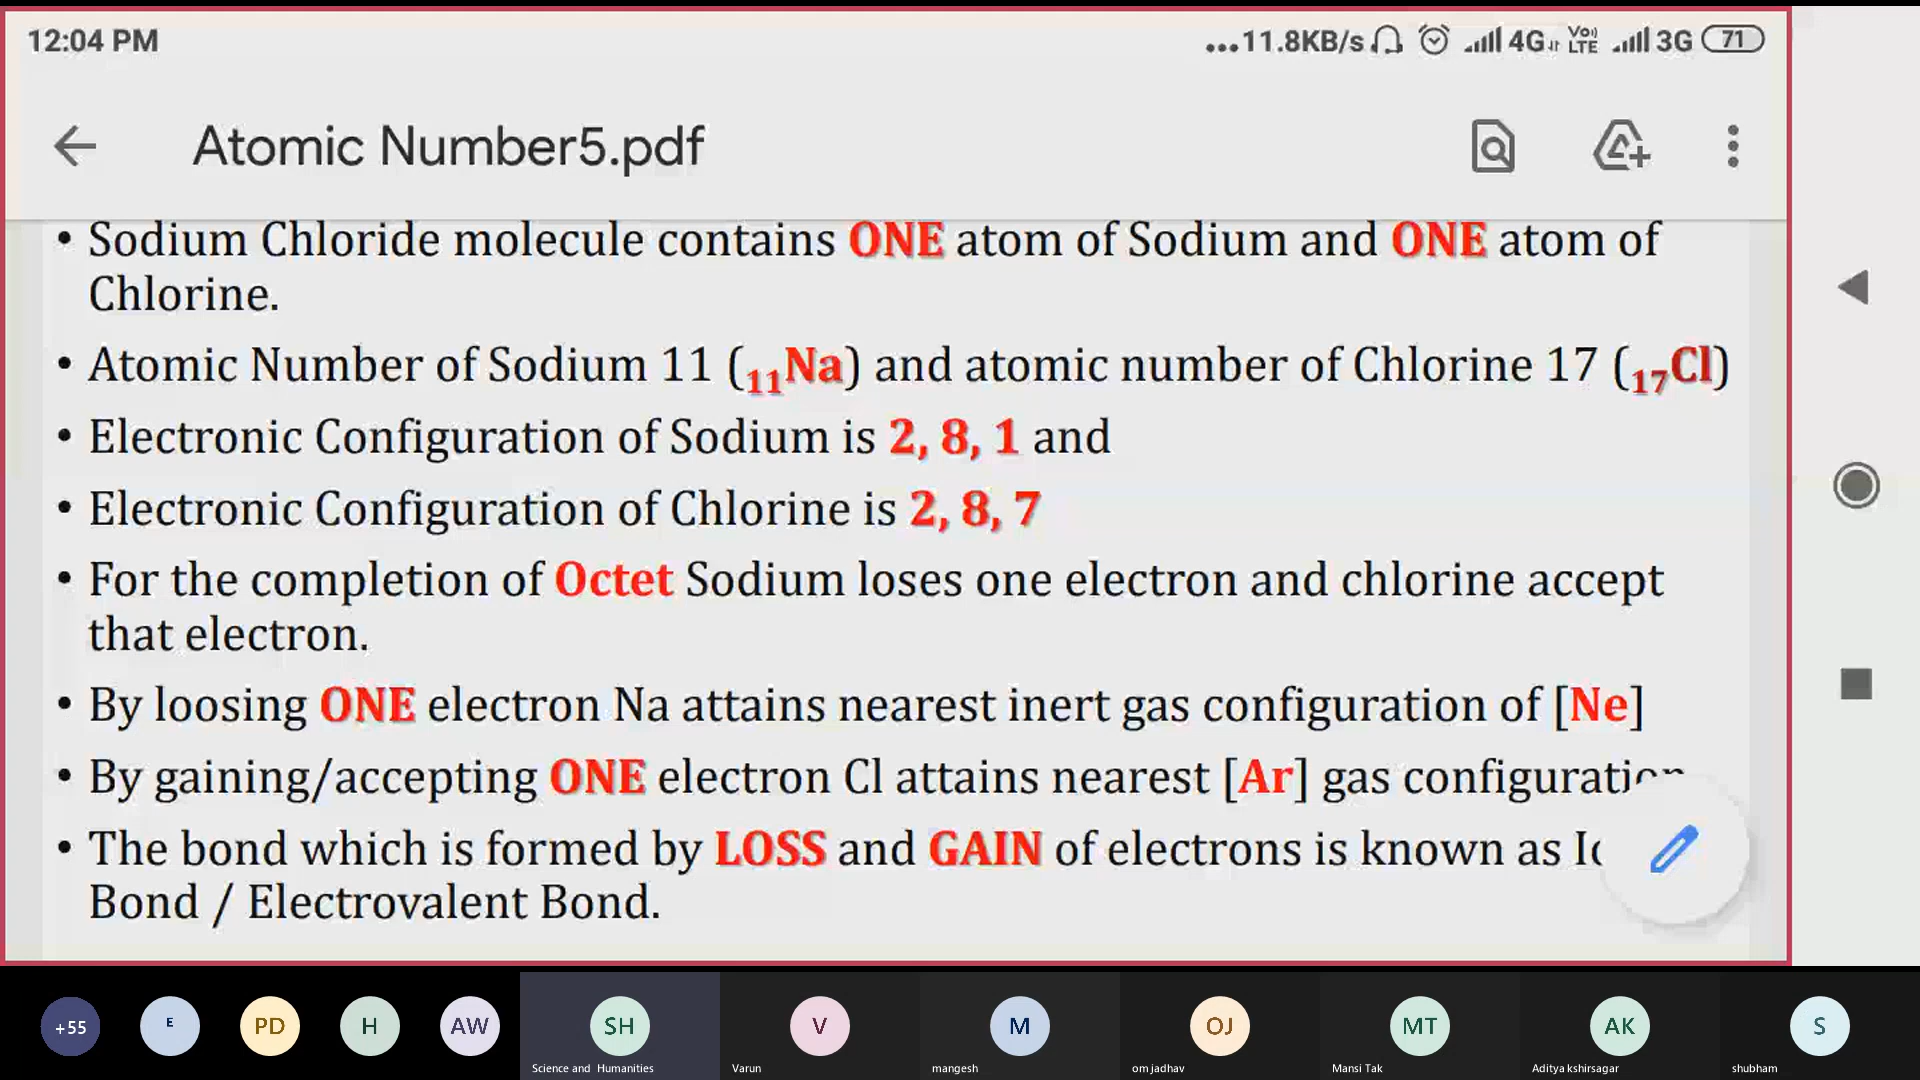 12:04 PM
...11.8KB/s 4G VoLTE 3G 71
Atomic Number5.pdf
• Sodium Chloride molecule contains ONE atom of Sodium and ONE atom of
Chlorine.
• Atomic Number of Sodium 11 (₁₁Na) and atomic number of Chlorine 17 (₁₇Cl)
• Electronic Configuration of Sodium is 2, 8, 1 and
• Electronic Configuration of Chlorine is 2, 8, 7
• For the completion of Octet Sodium loses one electron and chlorine accept
that electron.
• By loosing ONE electron Na attains nearest inert gas configuration of [Ne]
• By gaining/accepting ONE electron Cl attains nearest [Ar] gas configuration
• The bond which is formed by LOSS and GAIN of electrons is known as
Bond / Electrovalent Bond.
+55 E PD H AW SH V M OJ MT AK S
Science and Humanities Varun mangesh om jadhav Mansi Tak Aditya kshirsagar shubham